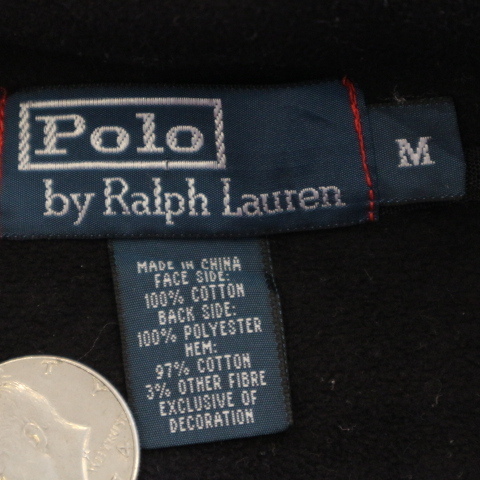 Polo
by Ralph Lauren
M
MADE IN CHINA
FACE SIDE:
100% COTTON
BACK SIDE:
100% POLYESTER
HEM:
97% COTTON
3% OTHER FIBRE
EXCLUSIVE OF
DECORATION